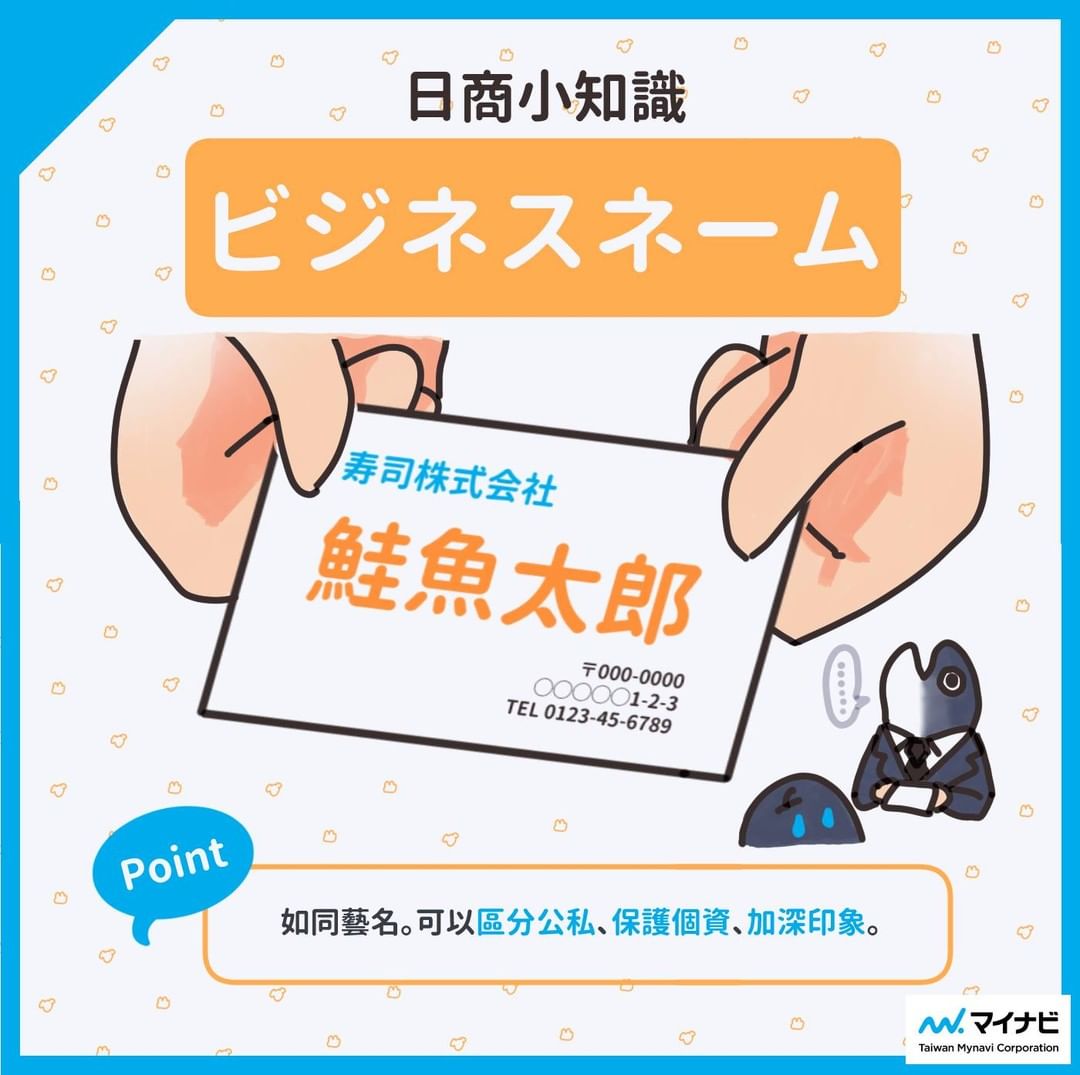 日商小知識
ビジネスネーム
寿司株式会社
鮭魚太郎
〒000-0000
○○○○○1-2-3
TEL 0123-45-6789
Point
如同藝名。可以區分公私、保護個資、加深印象。
マイナビ
Taiwan Mynavi Corporation